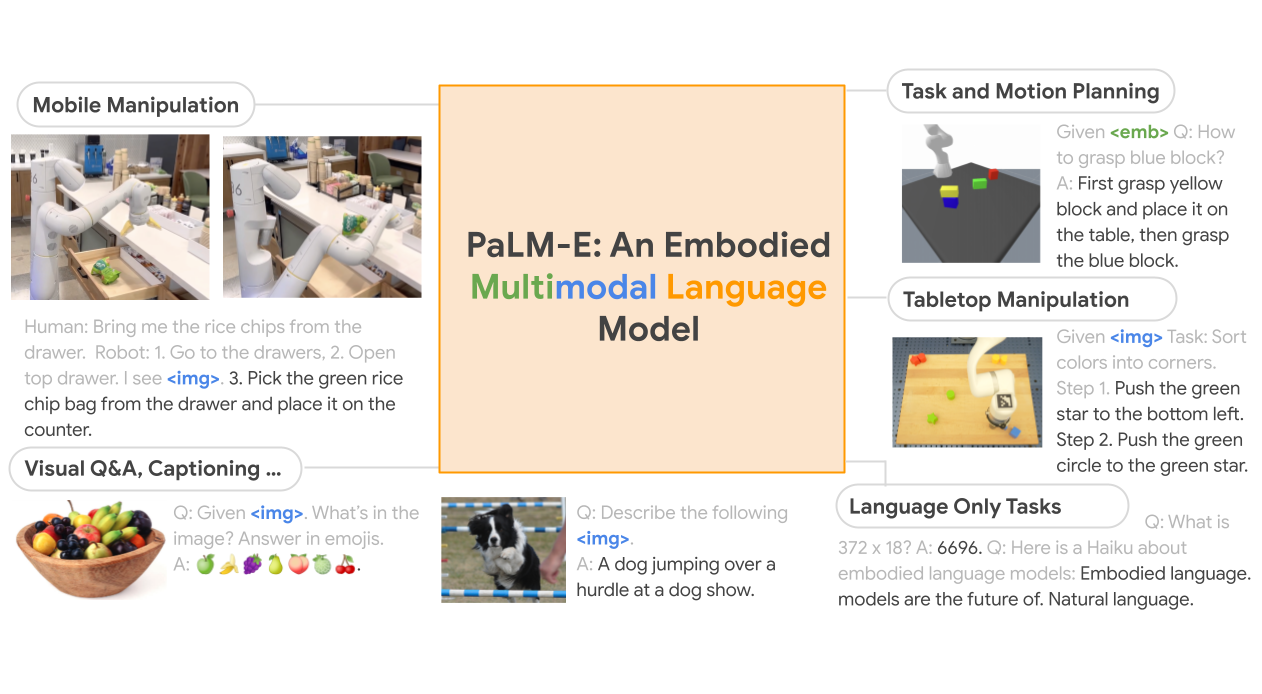 Mobile Manipulation
Human: Bring me the rice chips from the
drawer. Robot: 1. Go to the drawers, 2. Open
top drawer. I see <img>. 3. Pick the green rice
chip bag from the drawer and place it on the
counter.
Visual Q&A, Captioning ...
Q: Given <img>. What's in the
image? Answer in emojis.
A: 🍏🍌🍇🍐🍑🍈🍒.
PaLM-E: An Embodied
Multimodal Language
Model
Q: Describe the following
<img>.
A: A dog jumping over a
hurdle at a dog show.
Task and Motion Planning
Given <emb> Q: How
to grasp blue block?
A: First grasp yellow
block and place it on
the table, then grasp
the blue block.
Tabletop Manipulation
Given <img> Task: Sort
colors into corners.
Step 1. Push the green
star to the bottom left.
Step 2. Push the green
circle to the green star.
Language Only Tasks
Q: What is
372 x 18? A: 6696. Q: Here is a Haiku about
embodied language models: Embodied language.
models are the future of. Natural language.